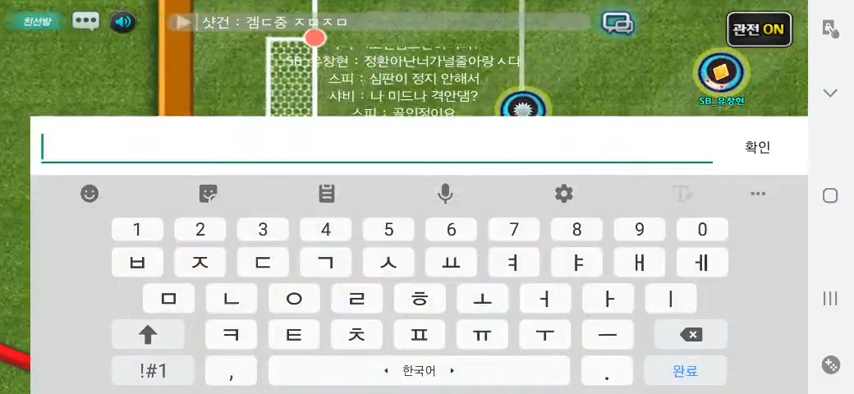 친선방
샷건 : 겜ㄷ중 ㅈㅁㅈㅁ
관전 ON
SB_유창현 : 정환아난너가널줄아랑ㅅ다
스피 : 심판이 정지 안해서
샤비 : 나 미드나 격안댐?
스피 : 골인정이요
SB_유창현
확인
1 2 3 4 5 6 7 8 9 0
ㅂ ㅈ ㄷ ㄱ ㅅ ㅛ ㅕ ㅑ ㅐ ㅔ
ㅁ ㄴ ㅇ ㄹ ㅎ ㅗ ㅓ ㅏ ㅣ
ㅋ ㅌ ㅊ ㅍ ㅠ ㅜ ㅡ
!#1 , 한국어 . 완료